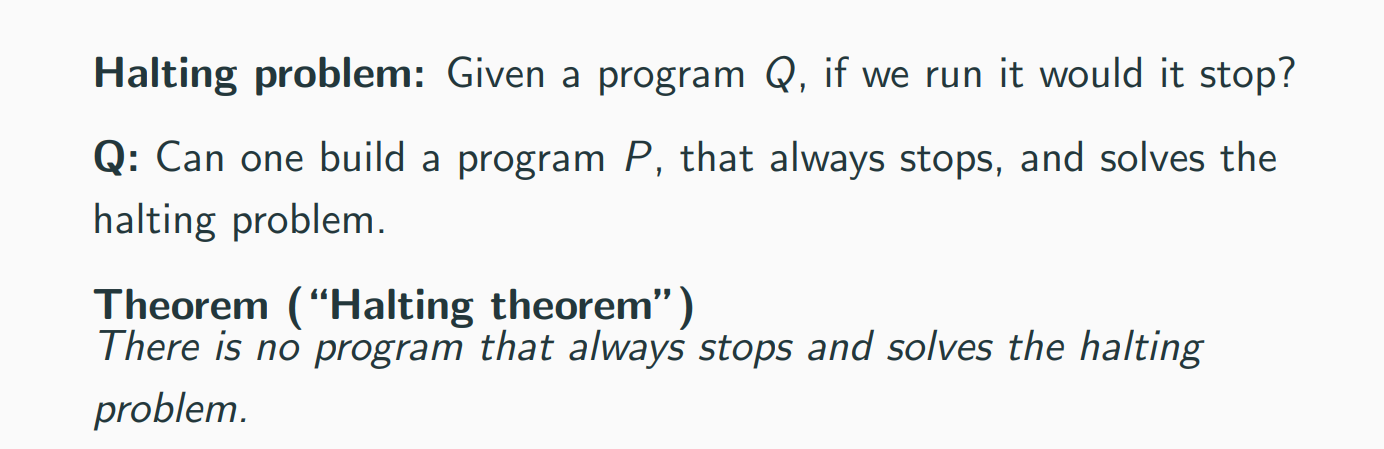 Halting problem: Given a program Q, if we run it would it stop?
Q: Can one build a program P, that always stops, and solves the
halting problem.
Theorem (“Halting theorem”)
There is no program that always stops and solves the halting
problem.